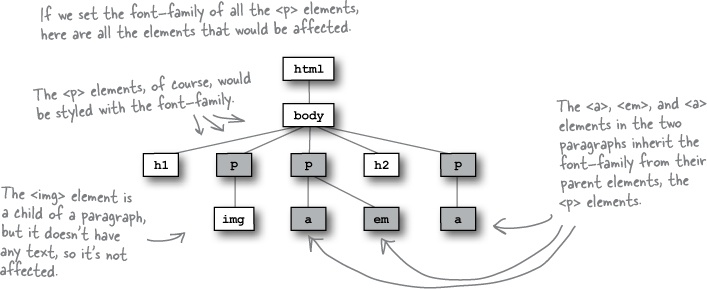 If we set the font-family of all the <p> elements,
here are all the elements that would be affected.
html
The <p> elements, of course, would
be styled with the font-family.
body
The <a>, <em>, and <a>
elements in the two
paragraphs inherit the
font-family from their
parent elements, the
<p> elements.
h1 p p h2 p
The <img> element is
a child of a paragraph,
but it doesn't have
any text, so it's not
affected.
img a em a